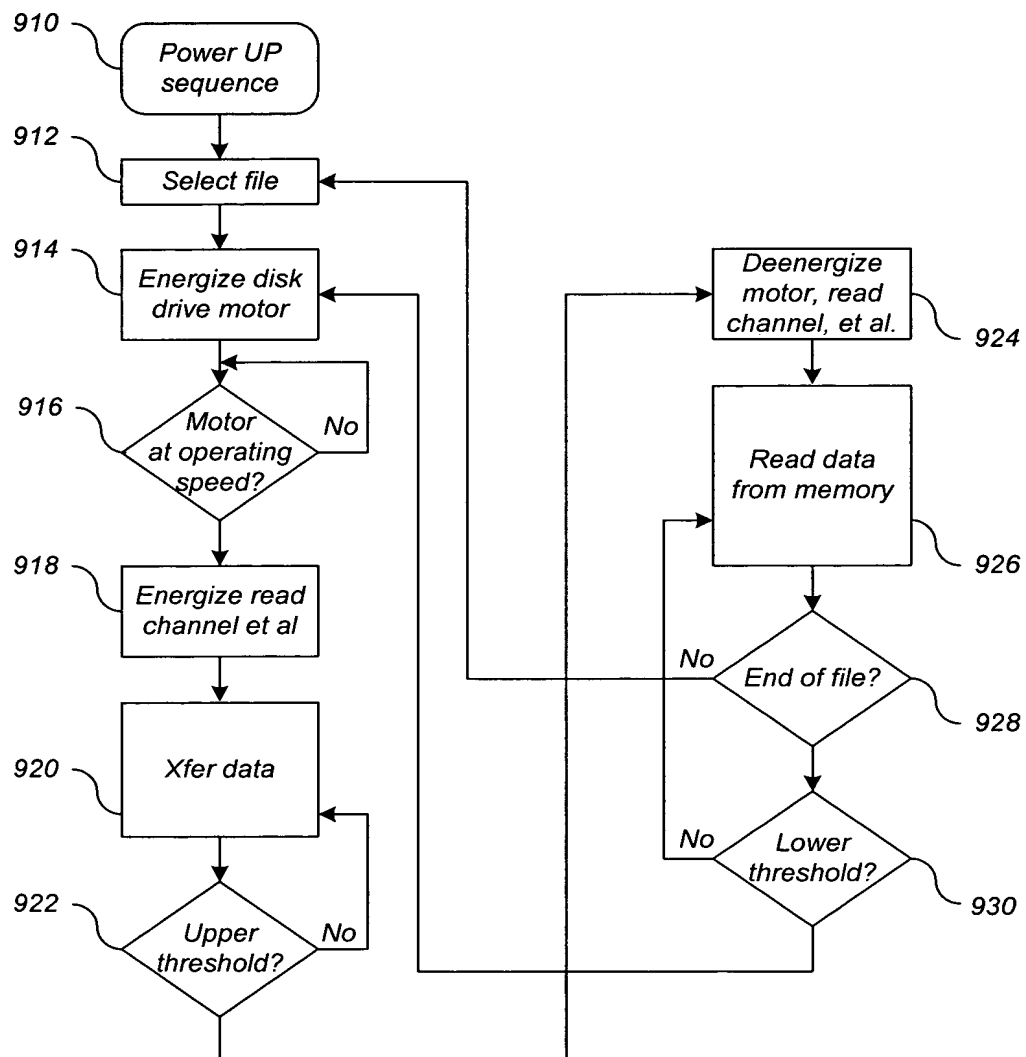 910
Power UP
sequence
912
Select file
914
Energize disk
drive motor
916
Motor
at operating
speed?
No
918
Energize read
channel et al
920
Xfer data
922
Upper
threshold?
No
Deenergize
motor, read
channel, et al.
924
Read data
from memory
926
No
End of file?
928
No
Lower
threshold?
930